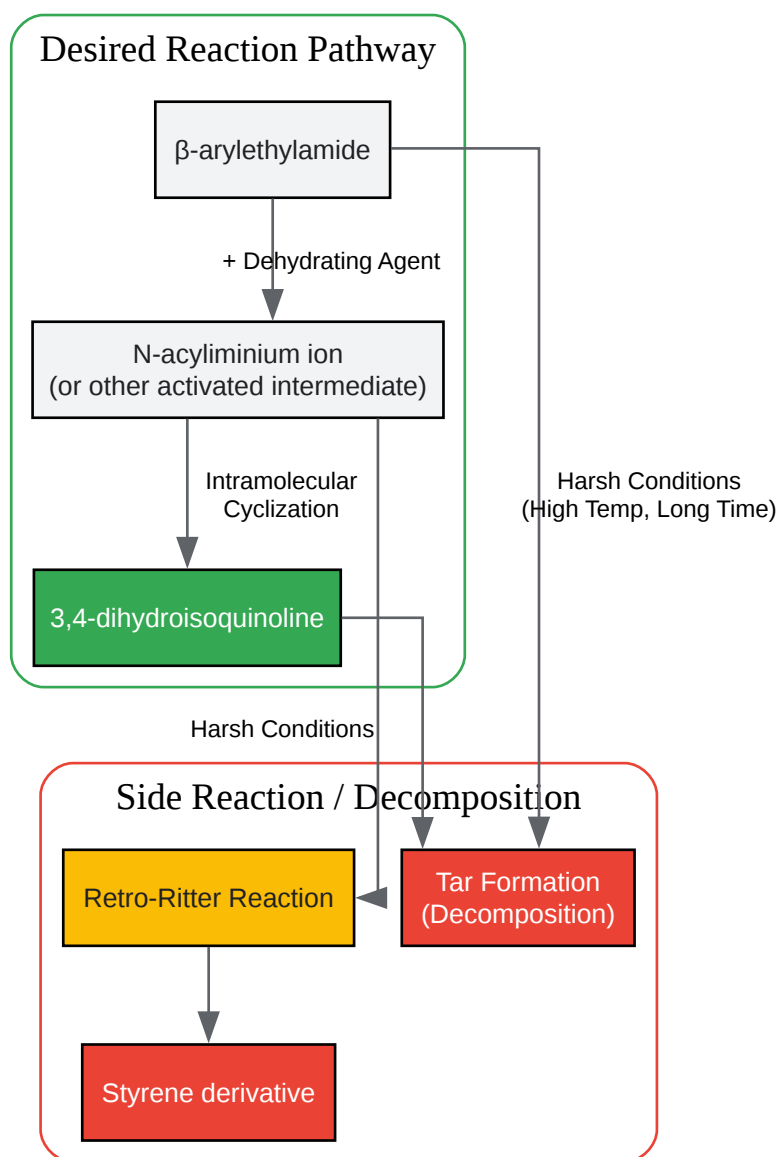 Desired Reaction Pathway
β-arylethylamide
+ Dehydrating Agent
N-acyliminium ion
(or other activated intermediate)
Intramolecular
Cyclization
Harsh Conditions
(High Temp, Long Time)
3,4-dihydroisoquinoline
Harsh Conditions
Side Reaction / Decomposition
Retro-Ritter Reaction
Tar Formation
(Decomposition)
Styrene derivative